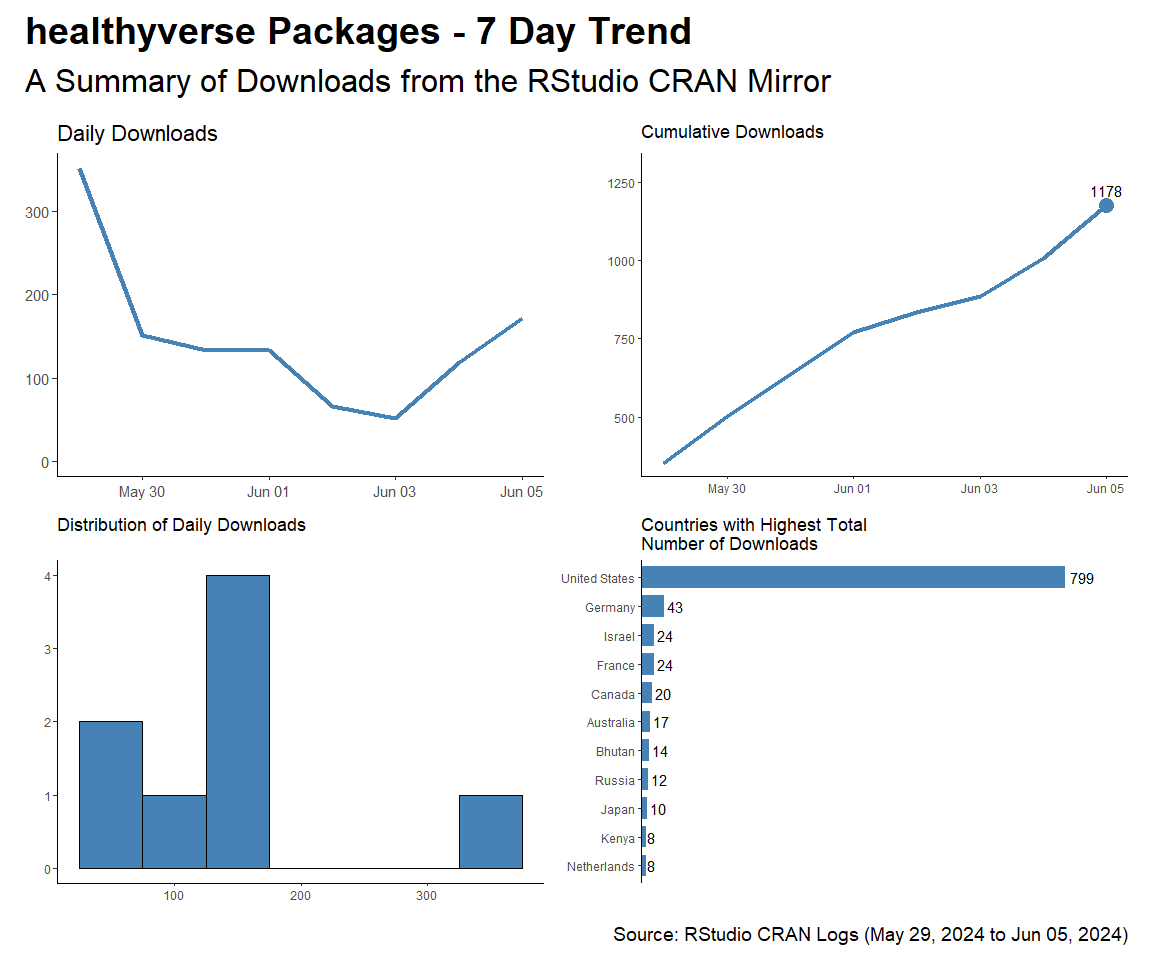 healthyverse Packages - 7 Day Trend
A Summary of Downloads from the RStudio CRAN Mirror
Daily Downloads
300
200
100
0
May 30
Jun 01
Jun 03
Jun 05
Cumulative Downloads
1250
1000
750
500
1178
May 30
Jun 01
Jun 03
Jun 05
Distribution of Daily Downloads
4
3
2
1
0
100
200
300
Countries with Highest Total
Number of Downloads
United States 799
Germany 43
Israel 24
France 24
Canada 20
Australia 17
Bhutan 14
Russia 12
Japan 10
Kenya 8
Netherlands 8
Source: RStudio CRAN Logs (May 29, 2024 to Jun 05, 2024)